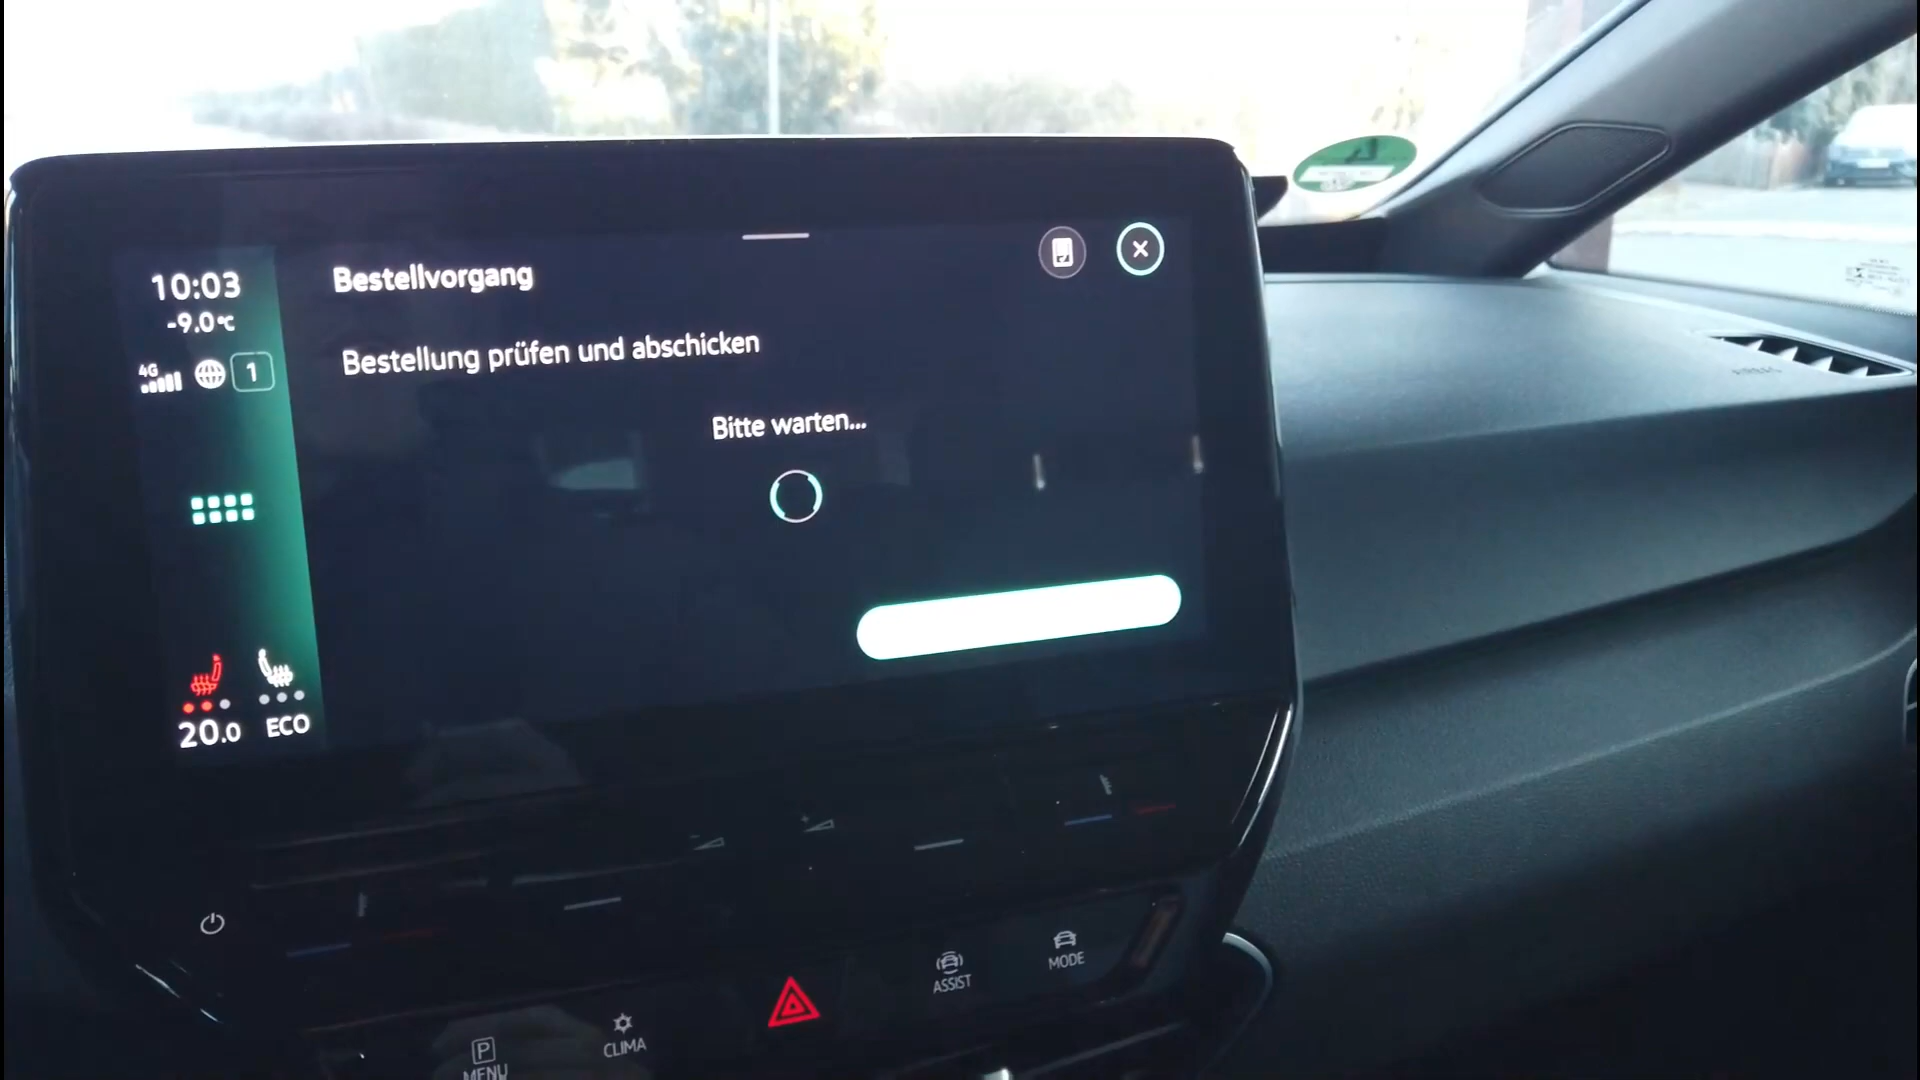 10:03
-9.0°C
4G
1
Bestellvorgang
Bestellung prüfen und abschicken
Bitte warten...
20.0
ECO
P
MENU
CLIMA
ASSIST
MODE